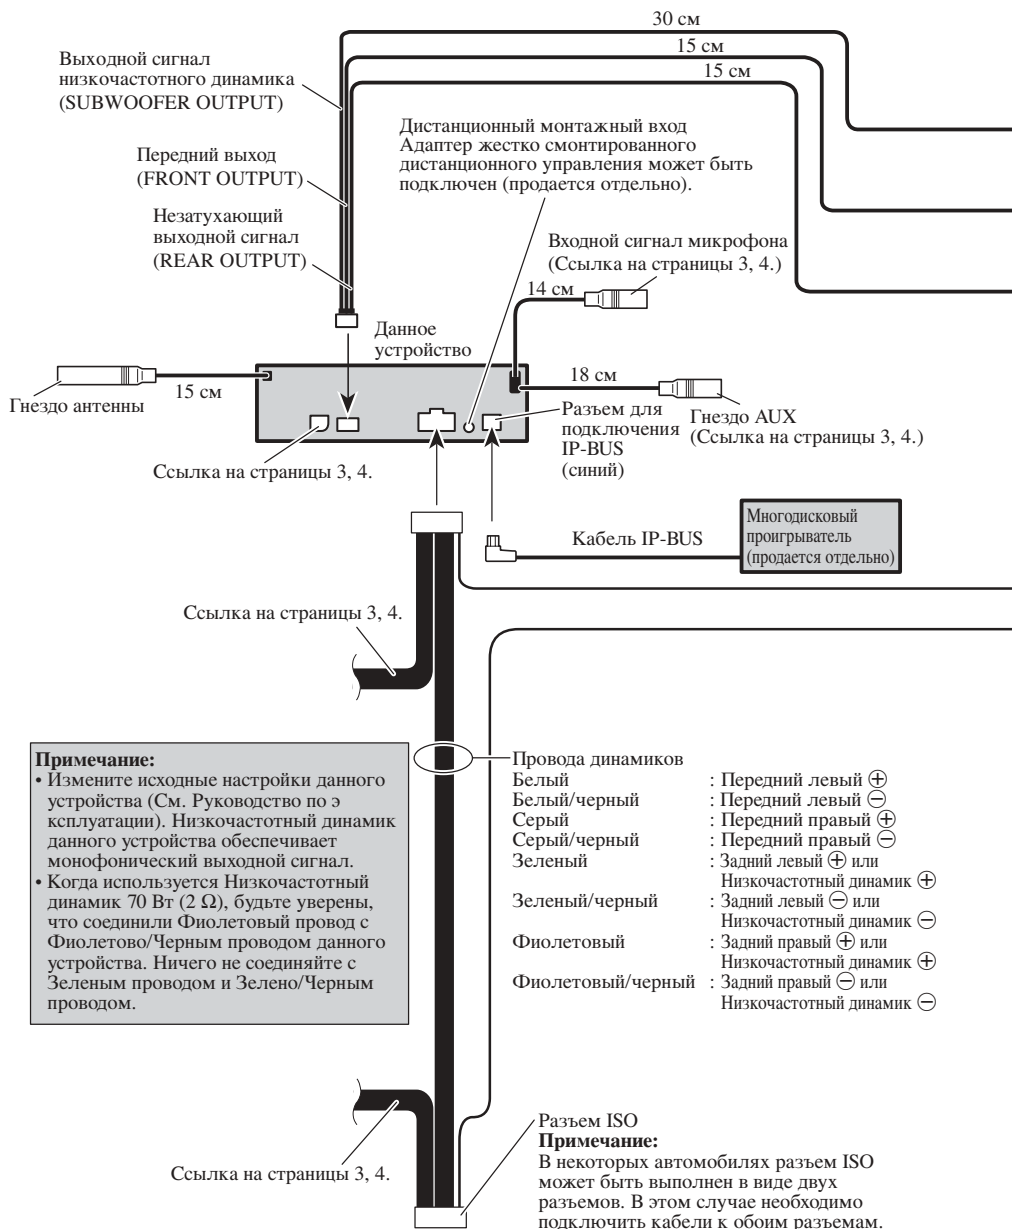 30 см
15 см
15 см
Выходной сигнал
низкочастотного динамика
(SUBWOOFER OUTPUT)
Передний выход
(FRONT OUTPUT)
Незатухающий
выходной сигнал
(REAR OUTPUT)
Дистанционный монтажный вход
Адаптер жестко смонтированного
дистанционного управления может быть
подключен (продается отдельно).
Входной сигнал микрофона
(Ссылка на страницы 3, 4.)
14 см
Данное
устройство
15 см
Гнездо антенны
18 см
Гнездо AUX
(Ссылка на страницы 3, 4.)
Разъем для
подключения
IP-BUS
(синий)
Ссылка на страницы 3, 4.
Кабель IP-BUS
Многодисковый
проигрыватель
(продается отдельно)
Ссылка на страницы 3, 4.
Примечание:
• Измените исходные настройки данного
устройства (См. Руководство по э
ксплуатации). Низкочастотный динамик
данного устройства обеспечивает
монофонический выходной сигнал.
• Когда используется Низкочастотный
динамик 70 Вт (2 Ω), будьте уверены,
что соединили Фиолетовый провод с
Фиолетово/Черным проводом данного
устройства. Ничего не соединяйте с
Зеленым проводом и Зелено/Черным
проводом.
Провода динамиков
Белый : Передний левый ⊕
Белый/черный : Передний левый ⊖
Серый : Передний правый ⊕
Серый/черный : Передний правый ⊖
Зеленый : Задний левый ⊕ или
Низкочастотный динамик ⊕
Зеленый/черный : Задний левый ⊖ или
Низкочастотный динамик ⊖
Фиолетовый : Задний правый ⊕ или
Низкочастотный динамик ⊕
Фиолетовый/черный : Задний правый ⊖ или
Низкочастотный динамик ⊖
Ссылка на страницы 3, 4.
Разъем ISO
Примечание:
В некоторых автомобилях разъем ISO
может быть выполнен в виде двух
разъемов. В этом случае необходимо
подключить кабели к обоим разъемам.